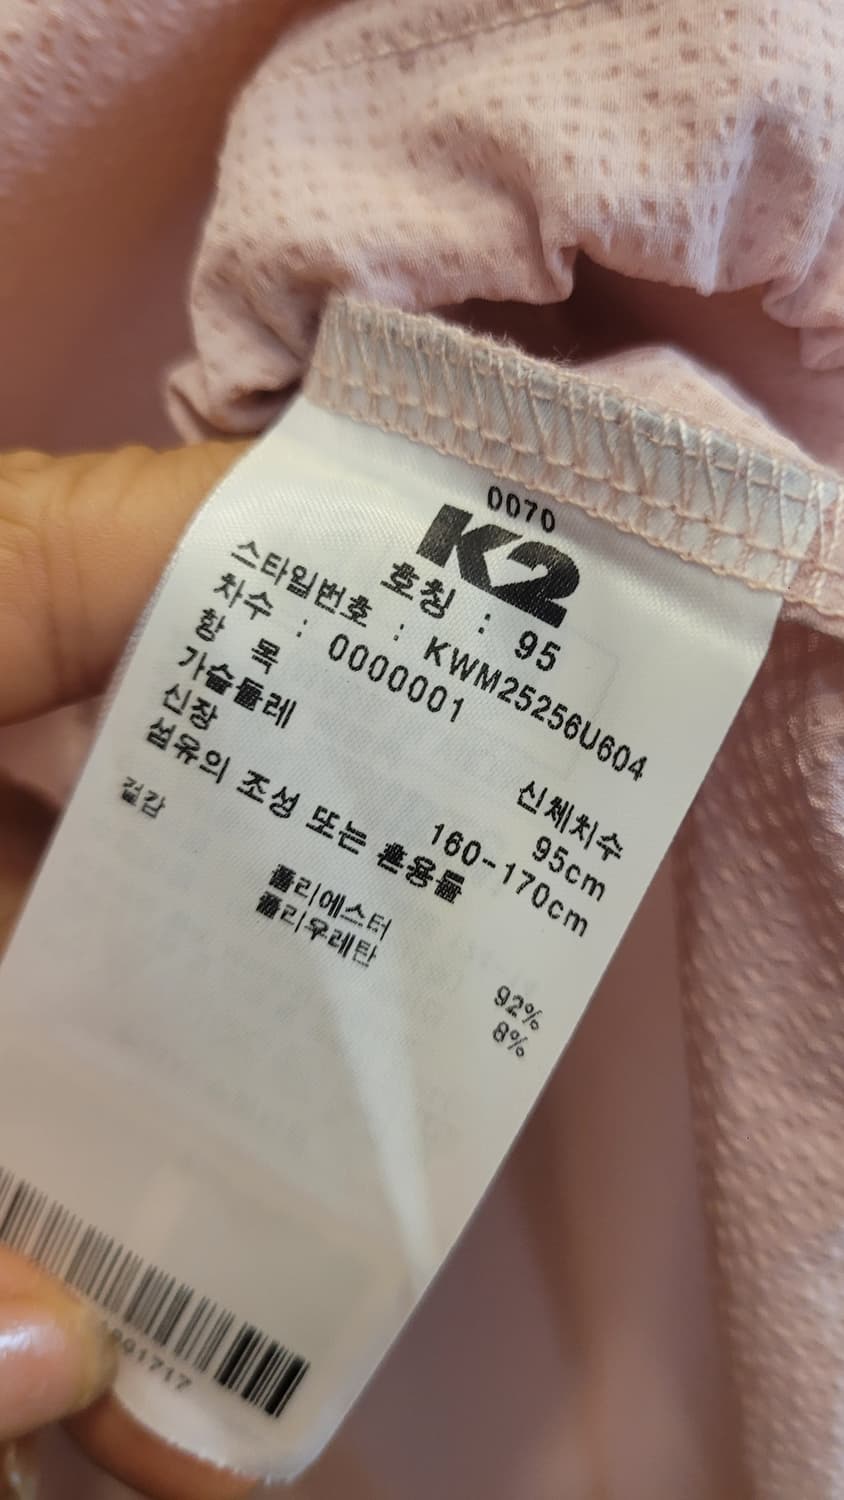 0070
K2
호칭 : 95
스타일번호 : KWM25256U604
차수 : 0000001
항 목 신체치수
가슴둘레 95cm
신장 160-170cm
섬유의 조성 또는 혼용률
겉감
폴리에스터 92%
폴리우레탄 8%